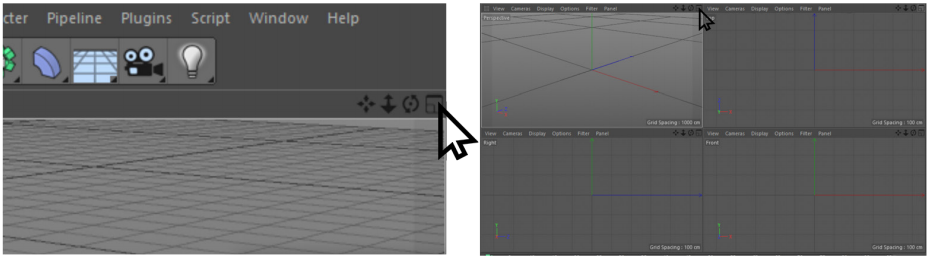 cter Pipeline Plugins Script Window Help
View Cameras Display Options Filter Panel
Perspective
Grid Spacing : 1000 cm
View Cameras Display Options Filter Panel
Grid Spacing : 100 cm
View Cameras Display Options Filter Panel
Right
Grid Spacing : 100 cm
View Cameras Display Options Filter Panel
Front
Grid Spacing : 100 cm